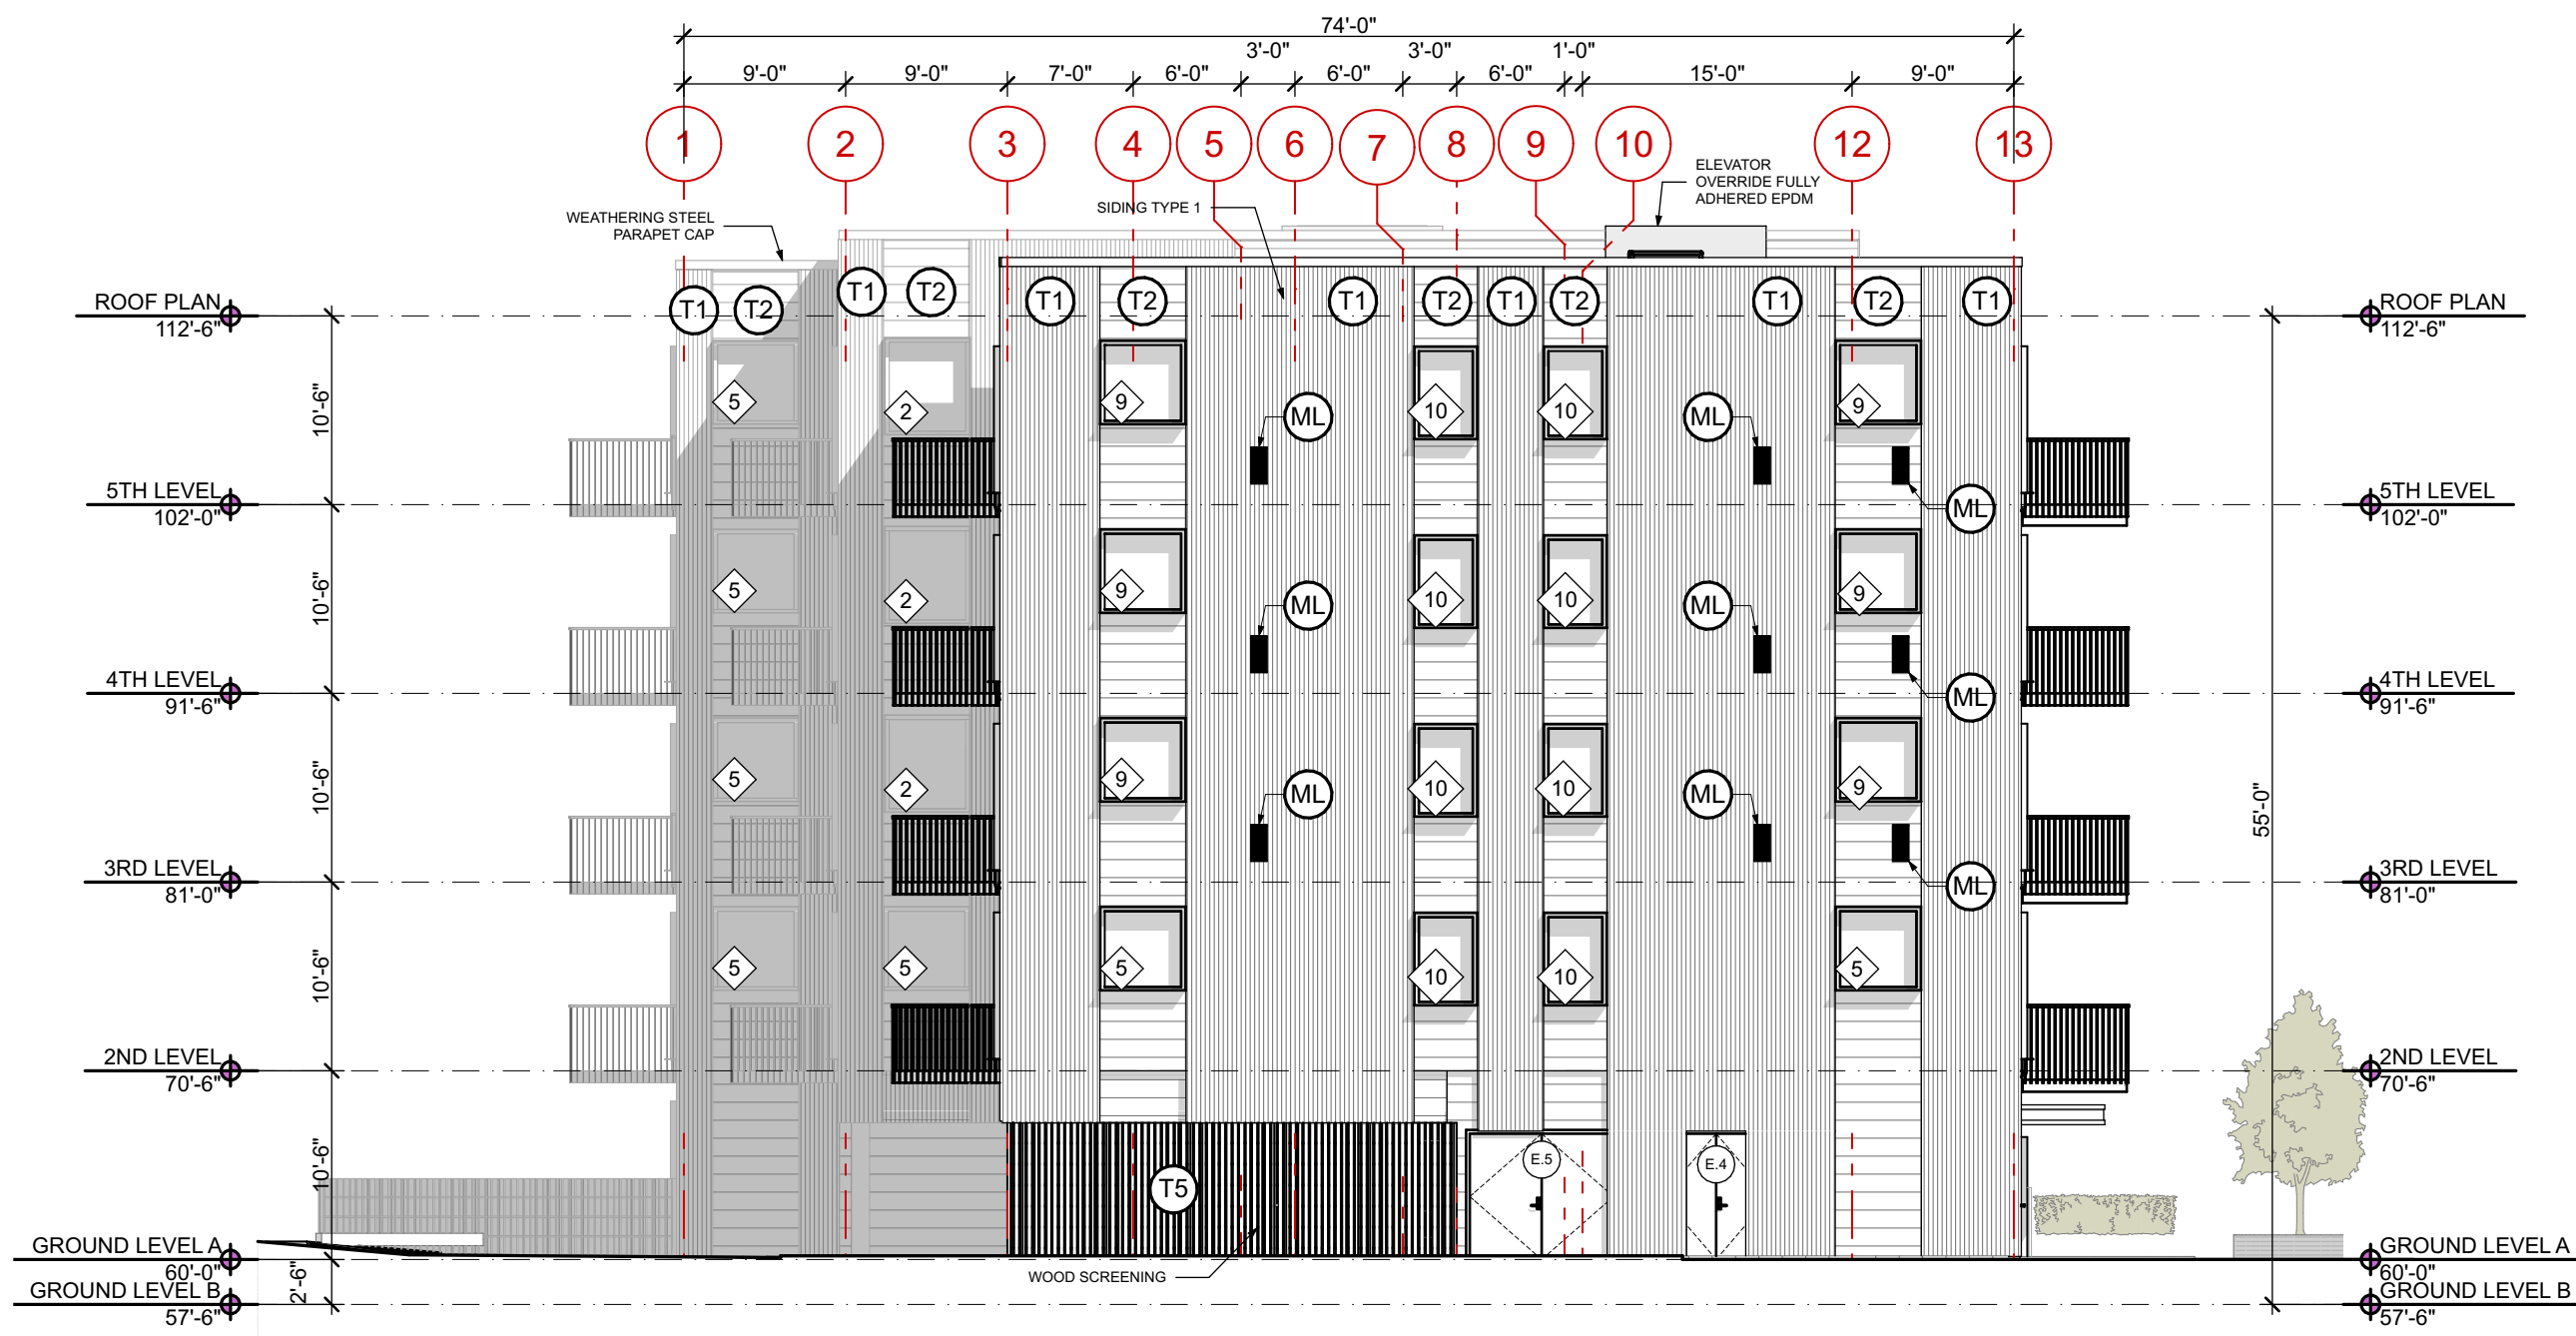 74'-0"
3'-0" 3'-0" 1'-0"
9'-0" 9'-0" 7'-0" 6'-0" 6'-0" 6'-0" 15'-0" 9'-0"
1 2 3 4 5 6 7 8 9 10 12 13
ELEVATOR
OVERRIDE FULLY
ADHERED EPDM
SIDING TYPE 1
WEATHERING STEEL
PARAPET CAP
T1 T2 T1 T2 T1 T2 T1 T2 T1 T2 T1 T2 T1
ROOF PLAN
112'-6"
ROOF PLAN
112'-6"
10'-6"
5 2 9 10 10 9
ML ML
5TH LEVEL
102'-0"
ML
5TH LEVEL
102'-0"
10'-6"
5 2 9 10 10 9
ML ML
4TH LEVEL
91'-6"
ML
4TH LEVEL
91'-6"
10'-6"
5 2 9 10 10 9
ML ML
55'-0"
3RD LEVEL
81'-0"
ML
3RD LEVEL
81'-0"
10'-6"
5 5 5 10 10 5
2ND LEVEL
70'-6"
2ND LEVEL
70'-6"
10'-6"
T5
E.5
E.4
GROUND LEVEL A
60'-0"
GROUND LEVEL A
60'-0"
WOOD SCREENING
2'-6"
GROUND LEVEL B
57'-6"
GROUND LEVEL B
57'-6"